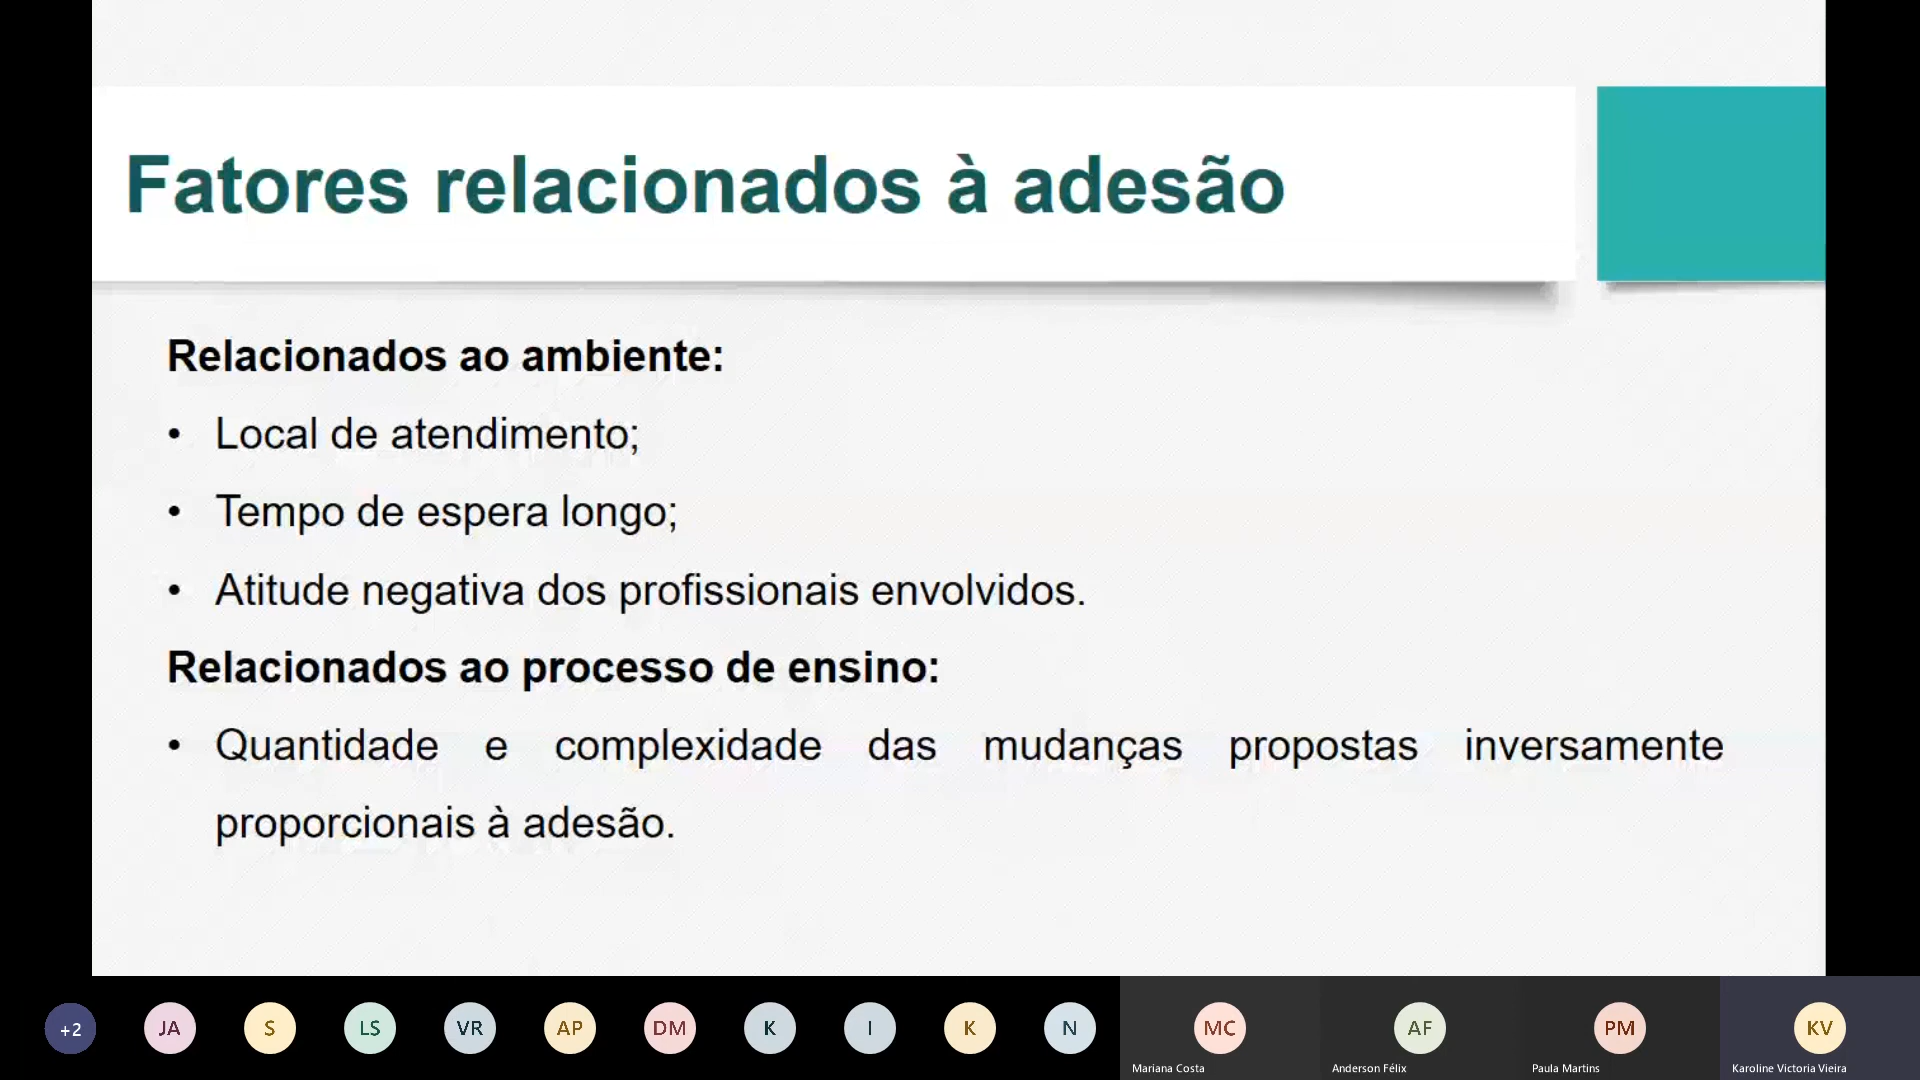 Fatores relacionados à adesão
Relacionados ao ambiente:
• Local de atendimento;
• Tempo de espera longo;
• Atitude negativa dos profissionais envolvidos.
Relacionados ao processo de ensino:
• Quantidade e complexidade das mudanças propostas inversamente
proporcionais à adesão.
+2 JA S LS VR AP DM K I K N MC AF PM KV
Mariana Costa Anderson Félix Paula Martins Karoline Victoria Vieira